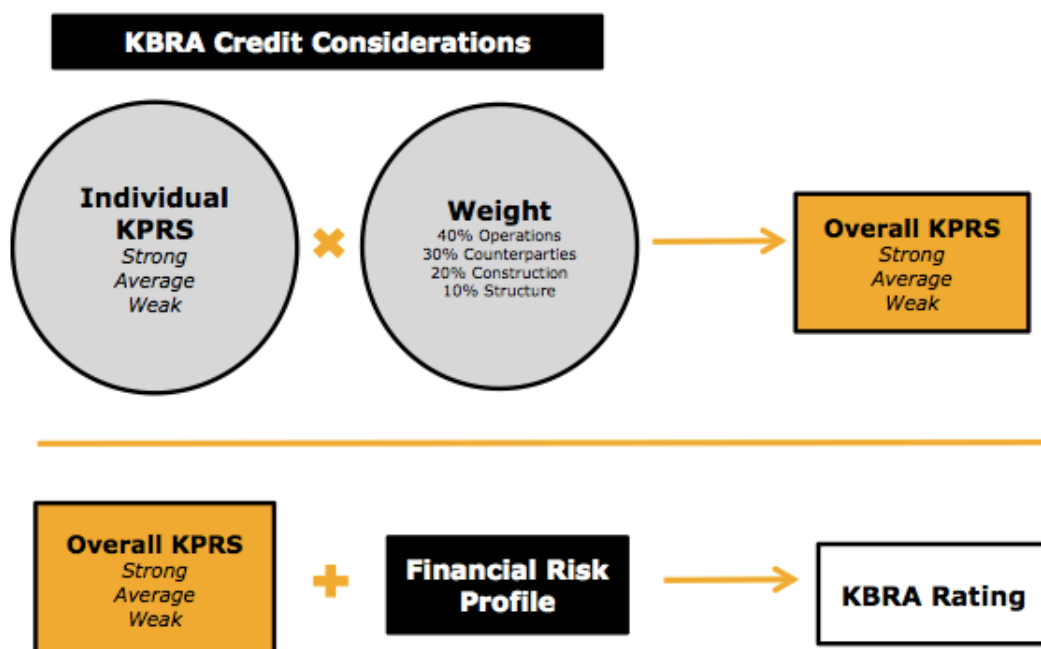 KBRA Credit Considerations
Individual
KPRS
Strong
Average
Weak
Weight
40% Operations
30% Counterparties
20% Construction
10% Structure
Overall KPRS
Strong
Average
Weak
Overall KPRS
Strong
Average
Weak
Financial Risk
Profile
KBRA Rating